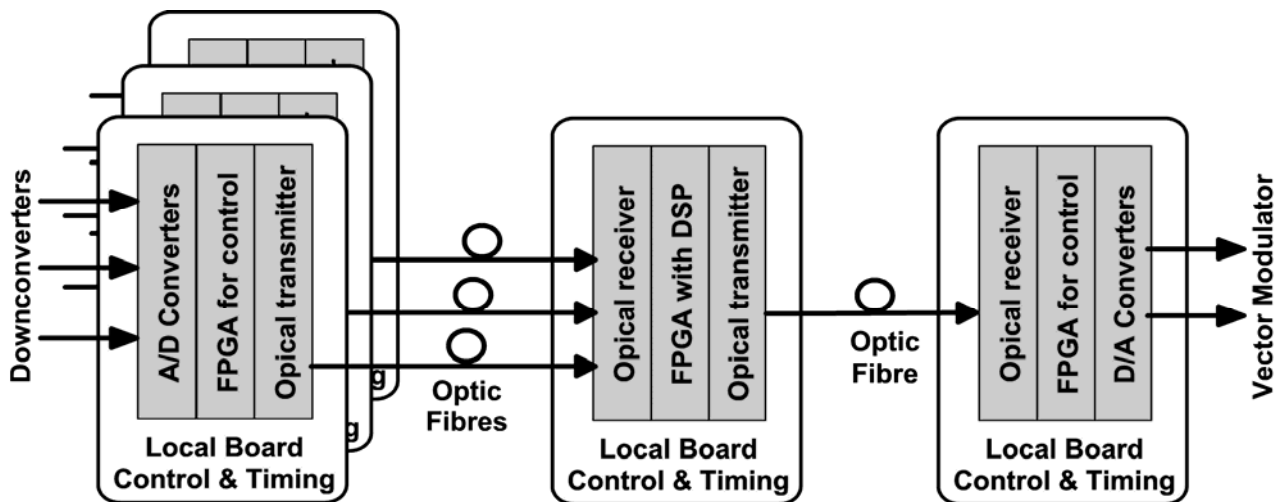 Downconverters
A/D Converters
FPGA for control
Opical transmitter
Local Board
Control & Timing
g
g
Optic
Fibres
Opical receiver
FPGA with DSP
Opical transmitter
Local Board
Control & Timing
Optic
Fibre
Opical receiver
FPGA for control
D/A Converters
Local Board
Control & Timing
Vector Modulator